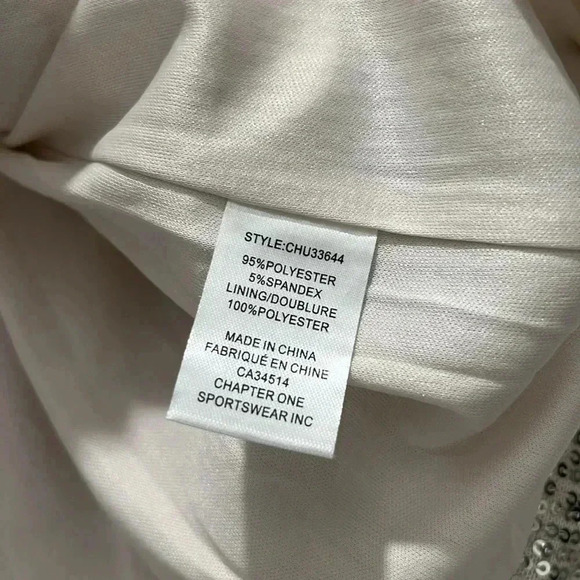 STYLE:CHU33644
95%POLYESTER
5%SPANDEX
LINING/DOUBLURE
100%POLYESTER
MADE IN CHINA
FABRIQUÉ EN CHINE
CA34514
CHAPTER ONE
SPORTSWEAR INC